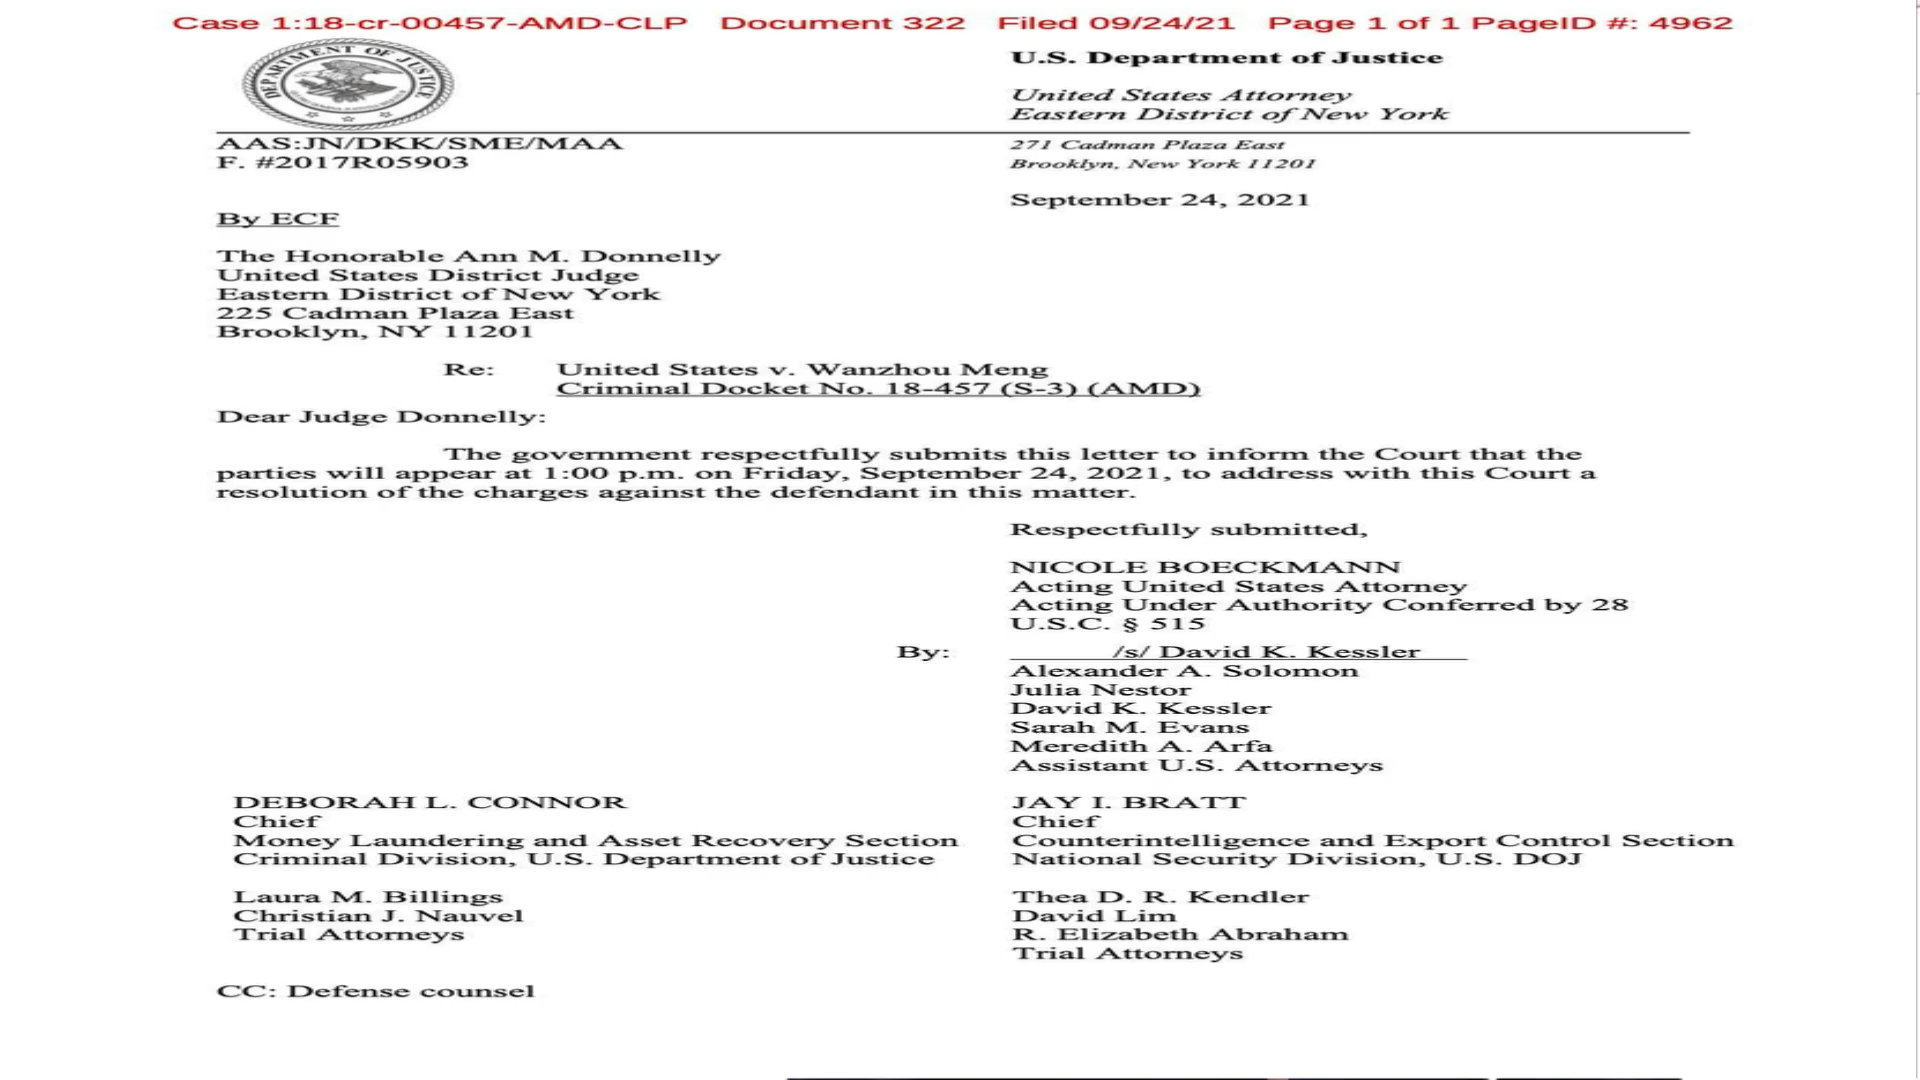 Case 1:18-cr-00457-AMD-CLP Document 322 Filed 09/24/21 Page 1 of 1 PageID #: 4962
DEPARTMENT OF JUSTICE
U.S. Department of Justice
United States Attorney
Eastern District of New York
AAS:JN/DKK/SME/MAA
F. #2017R05903
271 Cadman Plaza East
Brooklyn, New York 11201
September 24, 2021
By ECF
The Honorable Ann M. Donnelly
United States District Judge
Eastern District of New York
225 Cadman Plaza East
Brooklyn, NY 11201
Re: United States v. Wanzhou Meng
Criminal Docket No. 18-457 (S-3) (AMD)
Dear Judge Donnelly:
The government respectfully submits this letter to inform the Court that the
parties will appear at 1:00 p.m. on Friday, September 24, 2021, to address with this Court a
resolution of the charges against the defendant in this matter.
Respectfully submitted,
NICOLE BOECKMANN
Acting United States Attorney
Acting Under Authority Conferred by 28
U.S.C. § 515
By: /s/ David K. Kessler
Alexander A. Solomon
Julia Nestor
David K. Kessler
Sarah M. Evans
Meredith A. Arfa
Assistant U.S. Attorneys
DEBORAH L. CONNOR
Chief
Money Laundering and Asset Recovery Section
Criminal Division, U.S. Department of Justice
Laura M. Billings
Christian J. Nauvel
Trial Attorneys
JAY I. BRATT
Chief
Counterintelligence and Export Control Section
National Security Division, U.S. DOJ
Thea D. R. Kendler
David Lim
R. Elizabeth Abraham
Trial Attorneys
CC: Defense counsel